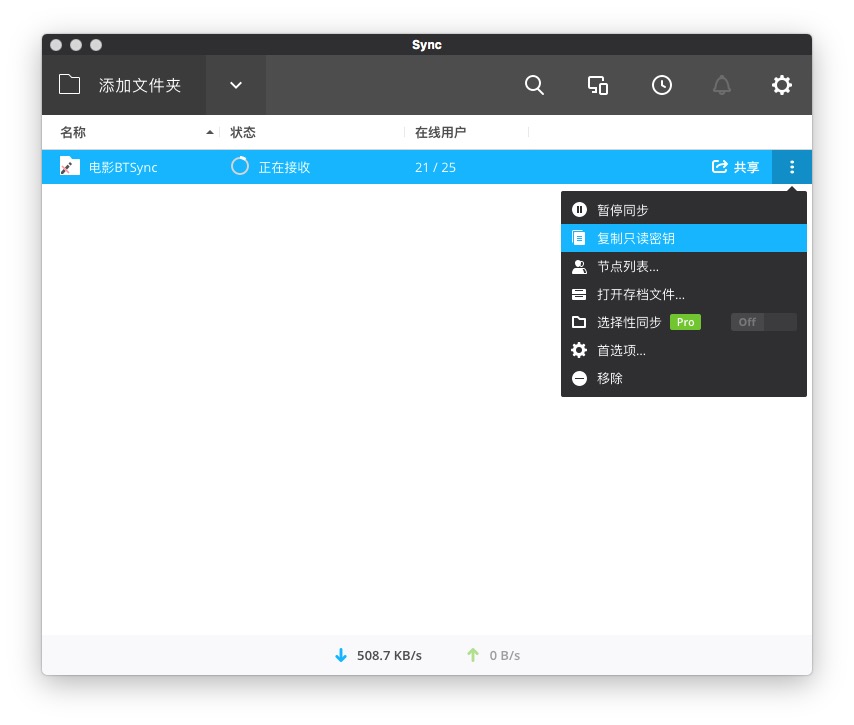 Sync
添加文件夹
名称 状态 在线用户
电影BTSync 正在接收 21 / 25 共享
暂停同步
复制只读密钥
节点列表...
打开存档文件...
选择性同步 Pro Off
首选项...
移除
508.7 KB/s 0 B/s